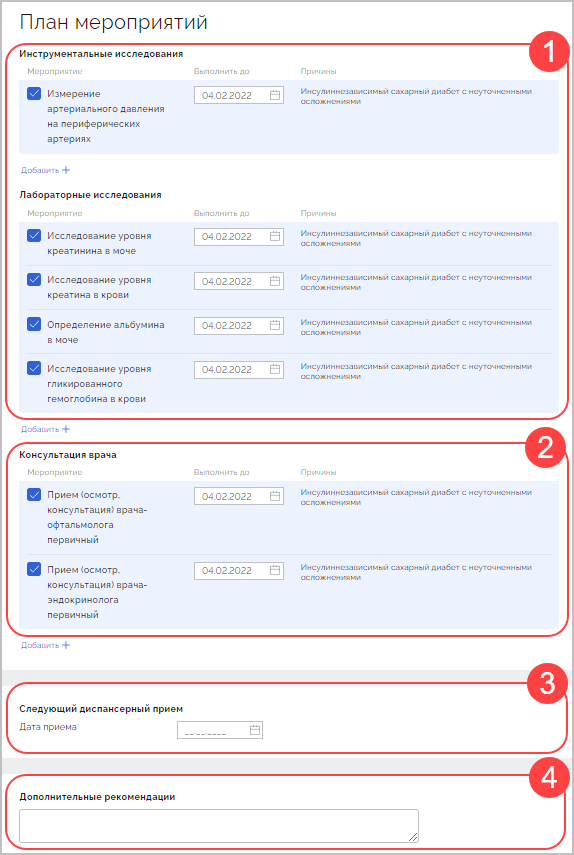 План мероприятий
1
Инструментальные исследования
Мероприятие Выполнить до Причины
Измерение
артериального давления
на периферических
артериях
04.02.2022
Инсулиннезависимый сахарный диабет с неуточненными
осложнениями
Добавить +
Лабораторные исследования
Мероприятие Выполнить до Причины
Исследование уровня
креатинина в моче
04.02.2022
Инсулиннезависимый сахарный диабет с неуточненными
осложнениями
Исследование уровня
креатина в крови
04.02.2022
Инсулиннезависимый сахарный диабет с неуточненными
осложнениями
Определение альбумина
в моче
04.02.2022
Инсулиннезависимый сахарный диабет с неуточненными
осложнениями
Исследование уровня
гликированного
гемоглобина в крови
04.02.2022
Инсулиннезависимый сахарный диабет с неуточненными
осложнениями
Добавить +
2
Консультация врача
Мероприятие Выполнить до Причины
Прием (осмотр,
консультация) врача-
офтальмолога
первичный
04.02.2022
Инсулиннезависимый сахарный диабет с неуточненными
осложнениями
Прием (осмотр,
консультация) врача-
эндокринолога
первичный
04.02.2022
Инсулиннезависимый сахарный диабет с неуточненными
осложнениями
Добавить +
3
Следующий диспансерный прием
Дата приема __.__.____
4
Дополнительные рекомендации